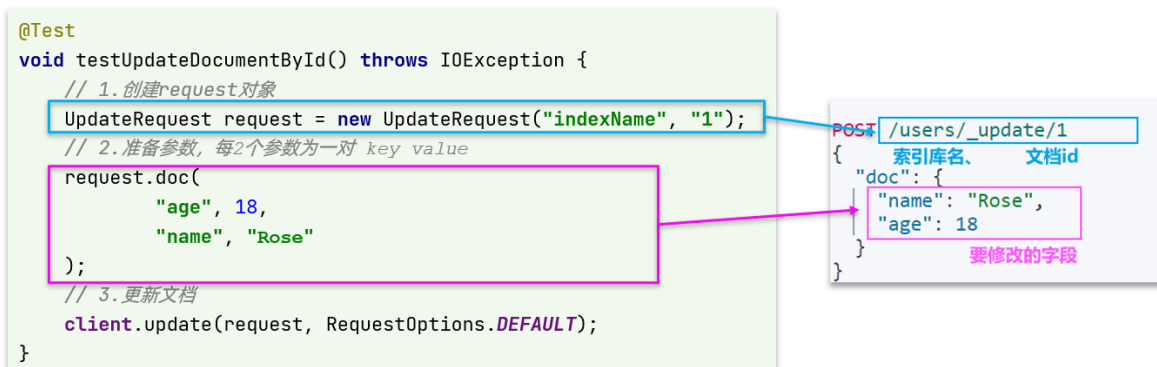 @Test
void testUpdateDocumentById() throws IOException {
// 1.创建request对象
UpdateRequest request = new UpdateRequest("indexName", "1");
// 2.准备参数,每2个参数为一对 key value
request.doc(
"age", 18,
"name", "Rose"
);
// 3.更新文档
client.update(request, RequestOptions.DEFAULT);
}
POST /users/_update/1
{ 索引库名、 文档id
"doc": {
"name": "Rose",
"age": 18
}
要修改的字段
}